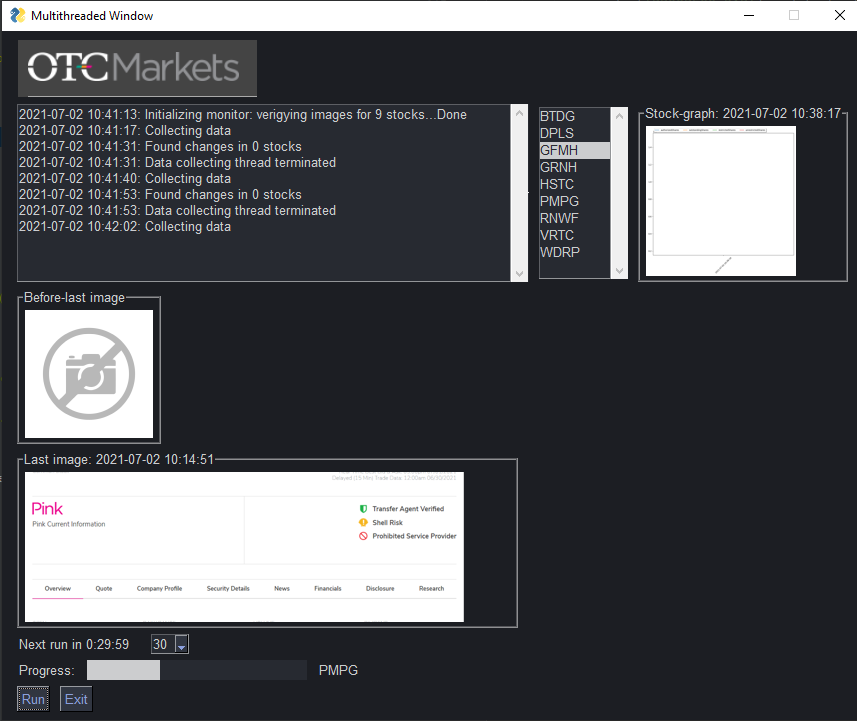 Multithreaded Window
OTC Markets
2021-07-02 10:41:13: Initializing monitor: verigying images for 9 stocks...Done
2021-07-02 10:41:17: Collecting data
2021-07-02 10:41:31: Found changes in 0 stocks
2021-07-02 10:41:31: Data collecting thread terminated
2021-07-02 10:41:40: Collecting data
2021-07-02 10:41:53: Found changes in 0 stocks
2021-07-02 10:41:53: Data collecting thread terminated
2021-07-02 10:42:02: Collecting data
BTDG
DPLS
GFMH
GRNH
HSTC
PMPG
RNWF
VRTC
WDRP
Stock-graph: 2021-07-02 10:38:17
Before-last image
Last image: 2021-07-02 10:14:51
Delayed (15 Min) Trade Data: 12:00am 06/30/2021
Pink
Pink Current Information
Transfer Agent Verified
Shell Risk
Prohibited Service Provider
Overview Quote Company Profile Security Details News Financials Disclosure Research
Next run in 0:29:59 30
Progress: PMPG
Run Exit